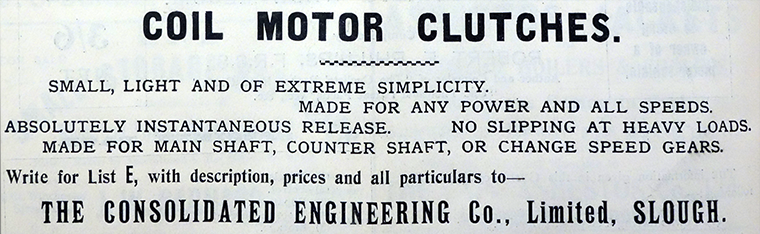 COIL MOTOR CLUTCHES.
SMALL, LIGHT AND OF EXTREME SIMPLICITY.
MADE FOR ANY POWER AND ALL SPEEDS.
ABSOLUTELY INSTANTANEOUS RELEASE. NO SLIPPING AT HEAVY LOADS.
MADE FOR MAIN SHAFT, COUNTER SHAFT, OR CHANGE SPEED GEARS.
Write for List E, with description, prices and all particulars to—
THE CONSOLIDATED ENGINEERING Co., Limited, SLOUGH.